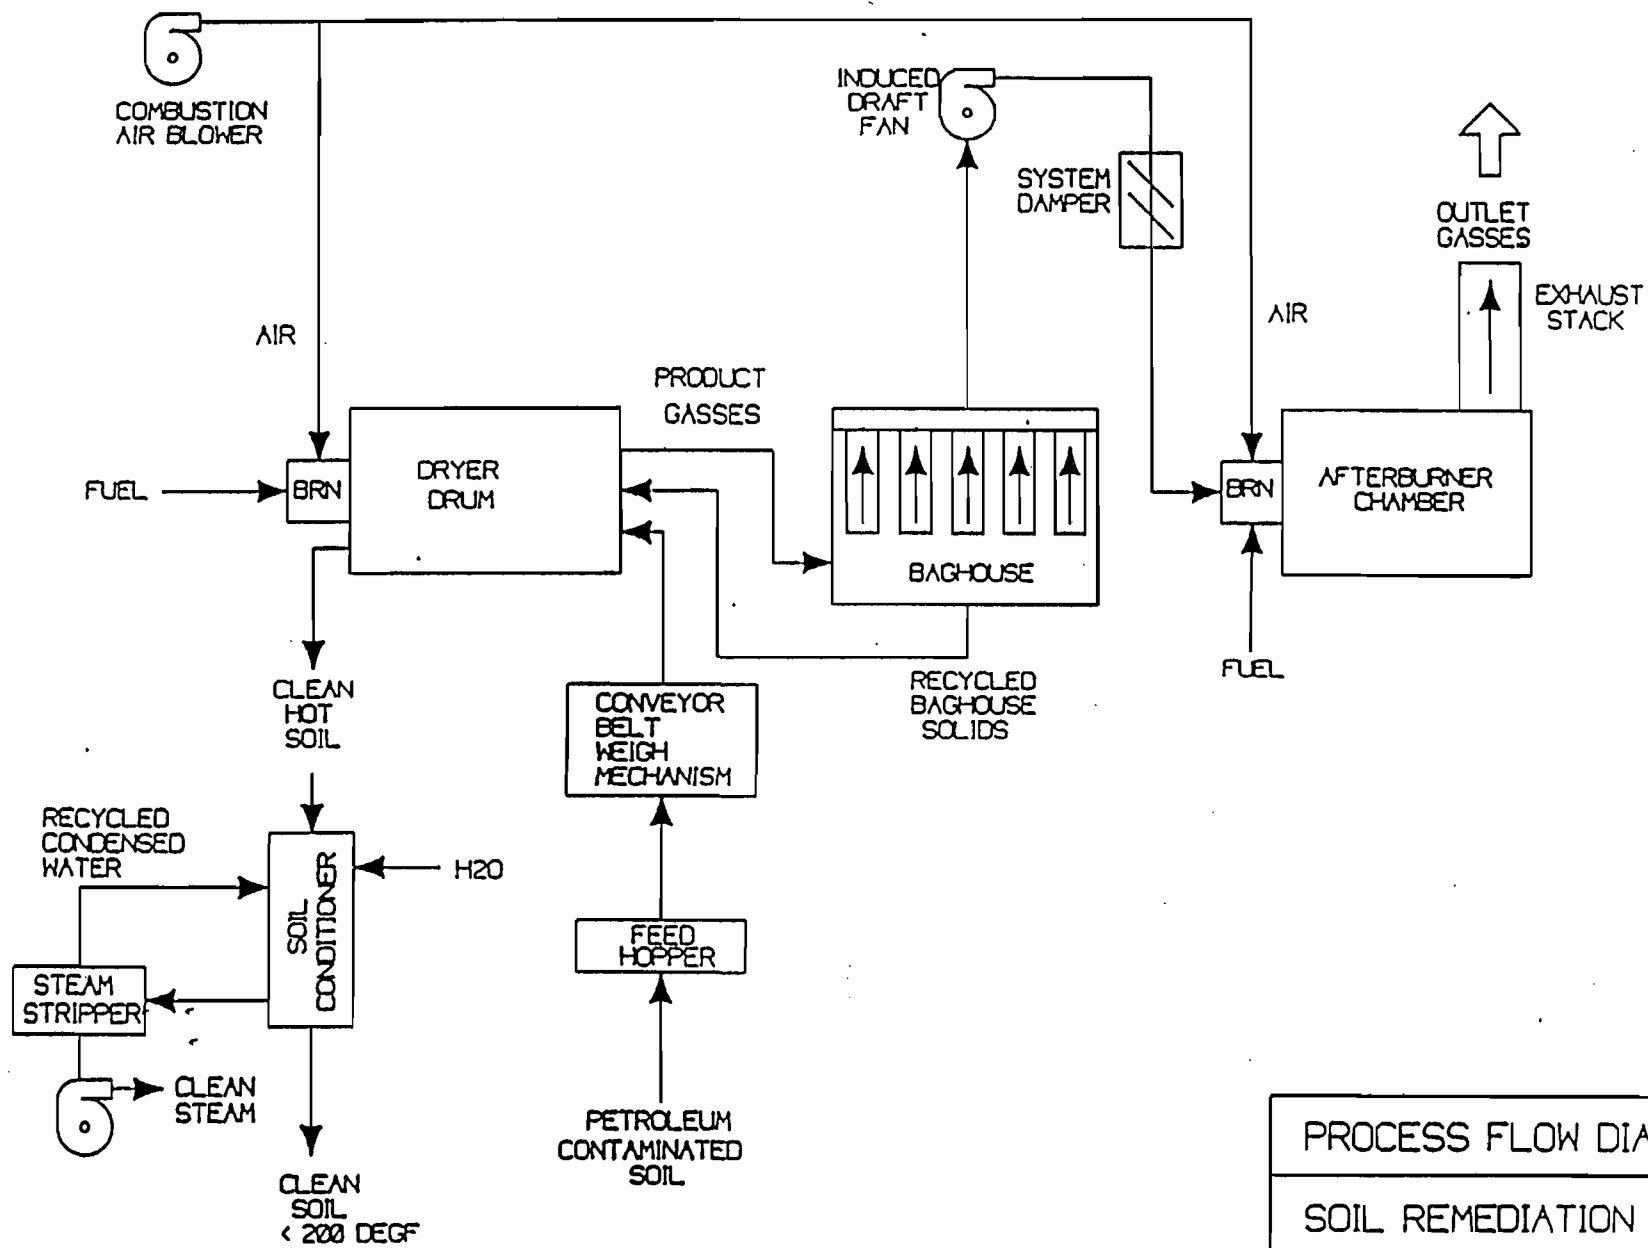 COMBUSTION
AIR BLOWER
INDUCED
DRAFT
FAN
SYSTEM
DAMPER
OUTLET
GASSES
EXHAUST
STACK
AIR
AIR
PRODUCT
GASSES
FUEL
BRN
DRYER
DRUM
BAGHOUSE
BRN
AFTERBURNER
CHAMBER
FUEL
CLEAN
HOT
SOIL
RECYCLED
BAGHOUSE
SOLIDS
CONVEYOR
BELT
WEIGH
MECHANISM
RECYCLED
CONDENSED
WATER
SOIL
CONDITIONER
H2O
FEED
HOPPER
STEAM
STRIPPER
CLEAN
STEAM
PETROLEUM
CONTAMINATED
SOIL
CLEAN
SOIL
< 200 DEGF
PROCESS FLOW DIA
SOIL REMEDIATION